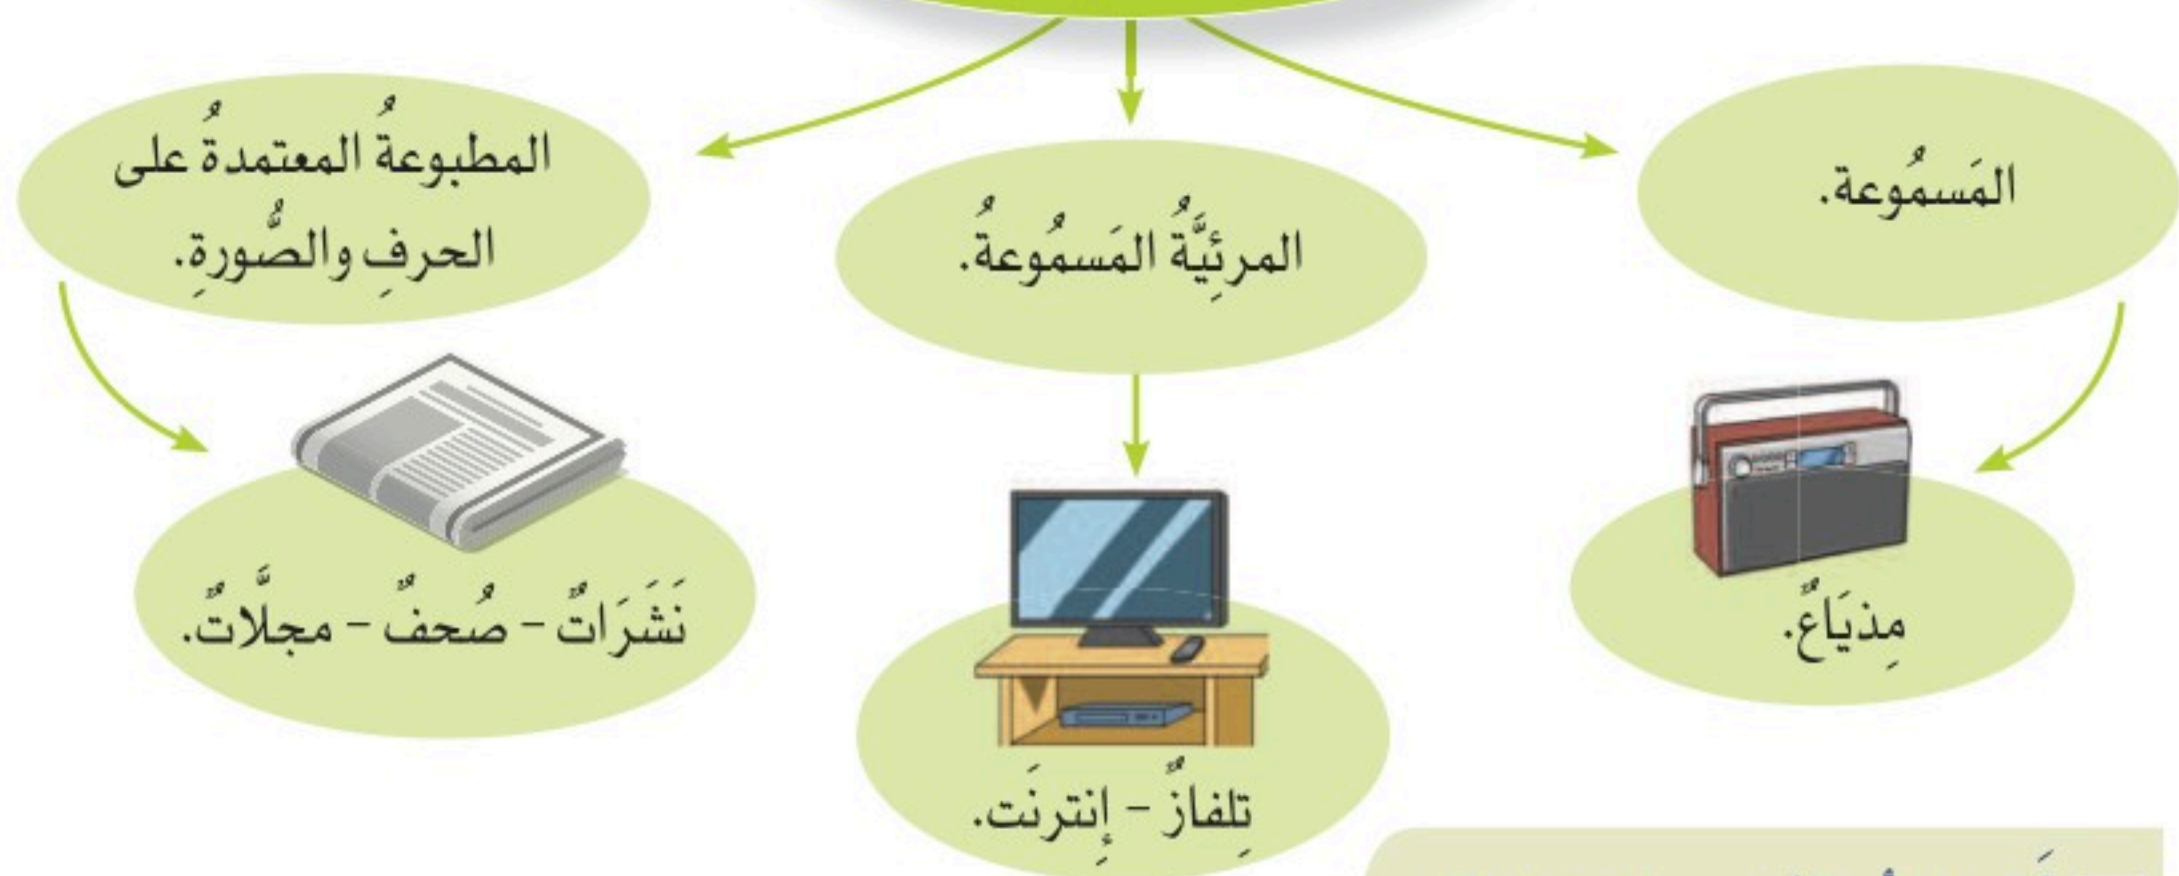 المَسمُوعة.
المرئِيَّةُ المَسمُوعةُ.
المطبوعةُ المعتمدةُ على
الحرفِ والصُّورةِ.
مِذيَاعٌ.
تِلفازٌ - إِنترنَت.
نَشَرَاتٌ - صُحفٌ - مجلَّاتٌ.